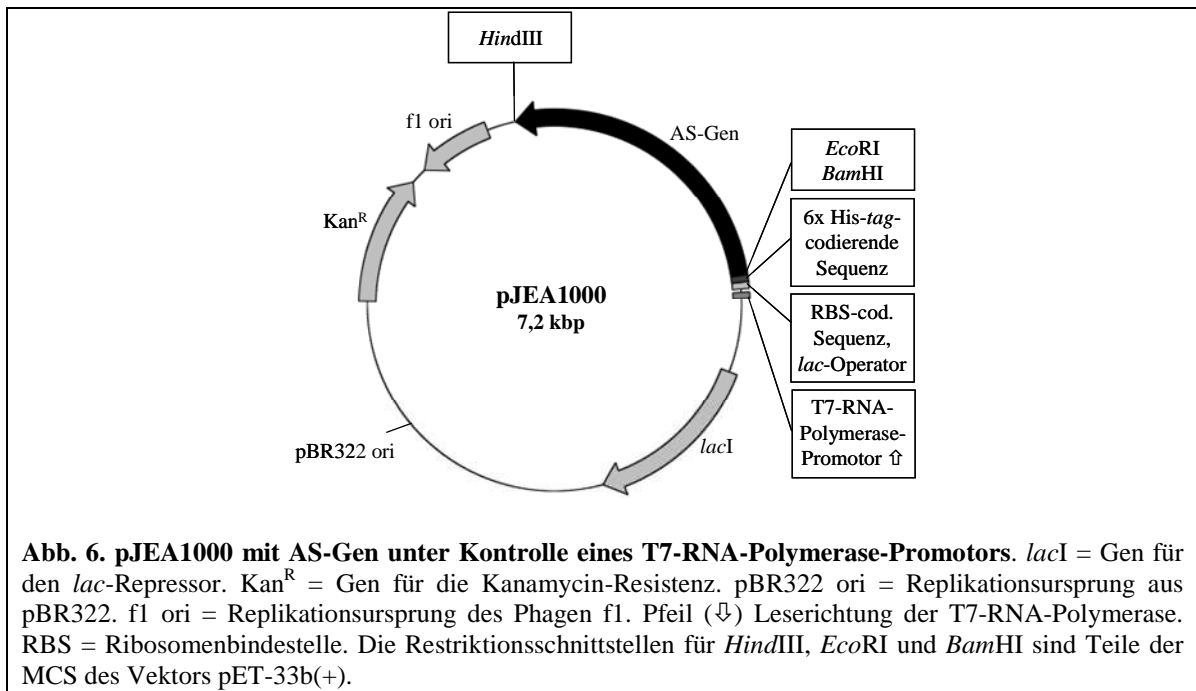 HindIII
f1 ori
AS-Gen
EcoRI
BamHI
KanR
6x His-tag-
codierende
Sequenz
pJEA1000
7,2 kbp
RBS-cod.
Sequenz,
lac-Operator
T7-RNA-
Polymerase-
Promotor ⇧
pBR322 ori
lacI
Abb. 6. pJEA1000 mit AS-Gen unter Kontrolle eines T7-RNA-Polymerase-Promotors. lacI = Gen für
den lac-Repressor. KanR = Gen für die Kanamycin-Resistenz. pBR322 ori = Replikationsursprung aus
pBR322. f1 ori = Replikationsursprung des Phagen f1. Pfeil (⇩) Leserichtung der T7-RNA-Polymerase.
RBS = Ribosomenbindestelle. Die Restriktionsschnittstellen für HindIII, EcoRI und BamHI sind Teile der
MCS des Vektors pET-33b(+).